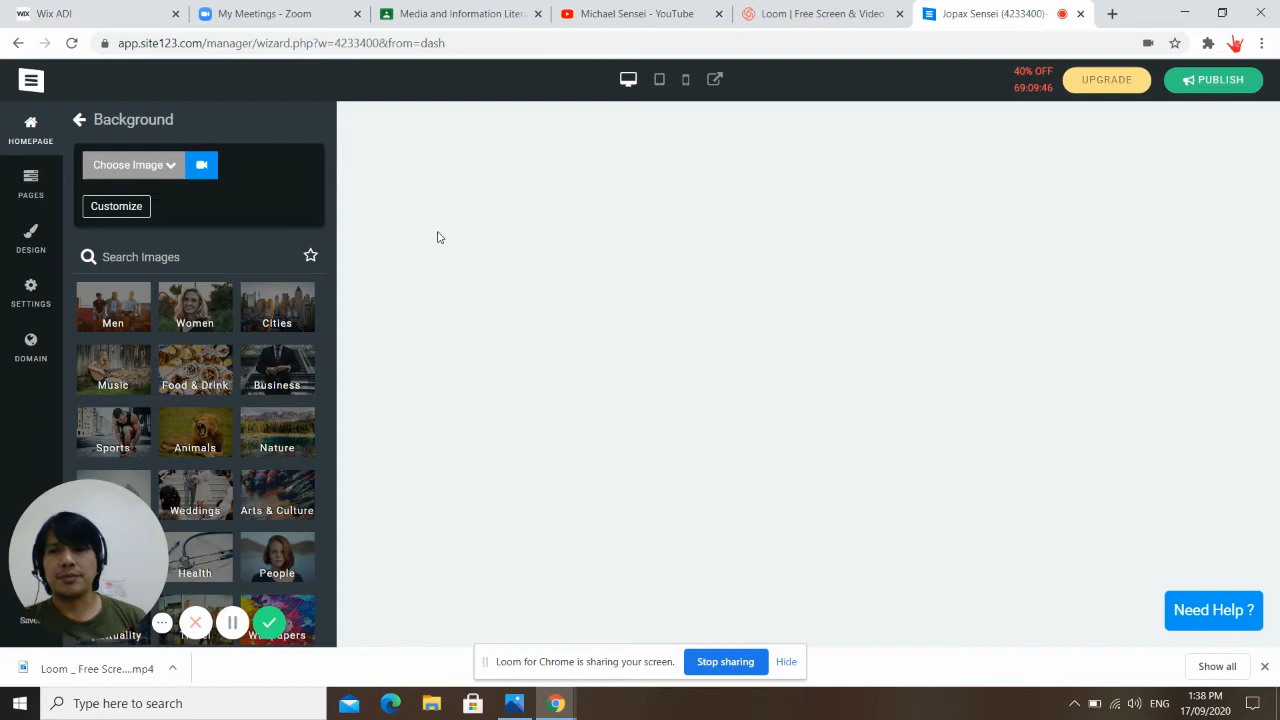 Wix ADI
My Meetings - Zoom
Media and Information Litera
Michael Sensei - YouTube
Loom | Free Screen & Video
Jopax Sensei (4233400)-
app.site123.com/manager/wizard.php?w=4233400&from=dash
40% OFF
69:09:46
UPGRADE
PUBLISH
HOMEPAGE
PAGES
DESIGN
SETTINGS
DOMAIN
Background
Choose Image
Customize
Search Images
Men
Women
Cities
Music
Food & Drink
Business
Sports
Animals
Nature
Weddings
Arts & Culture
Health
People
Need Help ?
Loom for Chrome is sharing your screen.
Stop sharing
Hide
Loom _ Free Scre....mp4
Show all
Type here to search
ENG
1:38 PM
17/09/2020